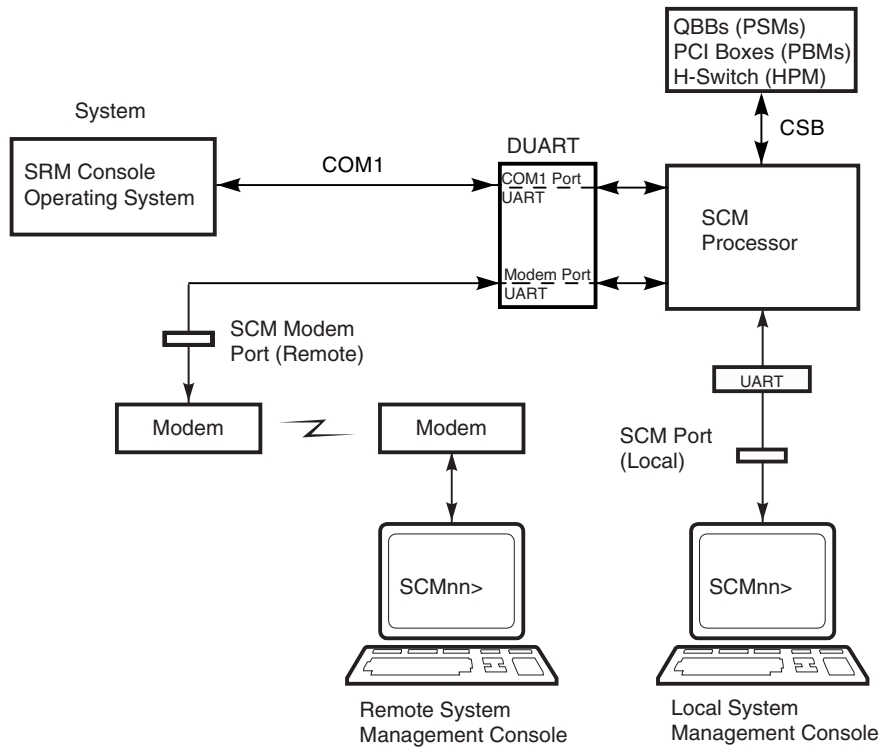 QBBs (PSMs)
PCI Boxes (PBMs)
H-Switch (HPM)
System
CSB
DUART
SRM Console
Operating System
COM1
COM1 Port
UART
SCM
Processor
Modem Port
UART
SCM Modem
Port (Remote)
UART
Modem
Modem
SCM Port
(Local)
SCMnn>
SCMnn>
Remote System
Management Console
Local System
Management Console